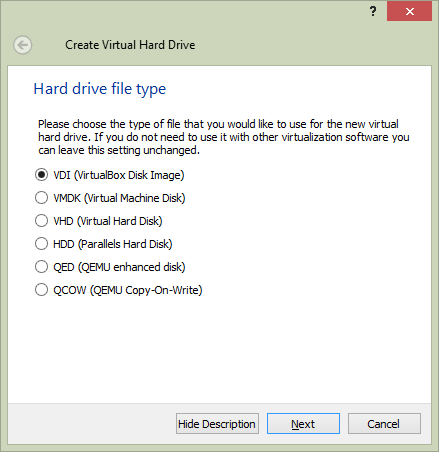 ?
Create Virtual Hard Drive
Hard drive file type
Please choose the type of file that you would like to use for the new virtual
hard drive. If you do not need to use it with other virtualization software you
can leave this setting unchanged.
VDI (VirtualBox Disk Image)
VMDK (Virtual Machine Disk)
VHD (Virtual Hard Disk)
HDD (Parallels Hard Disk)
QED (QEMU enhanced disk)
QCOW (QEMU Copy-On-Write)
Hide Description Next Cancel